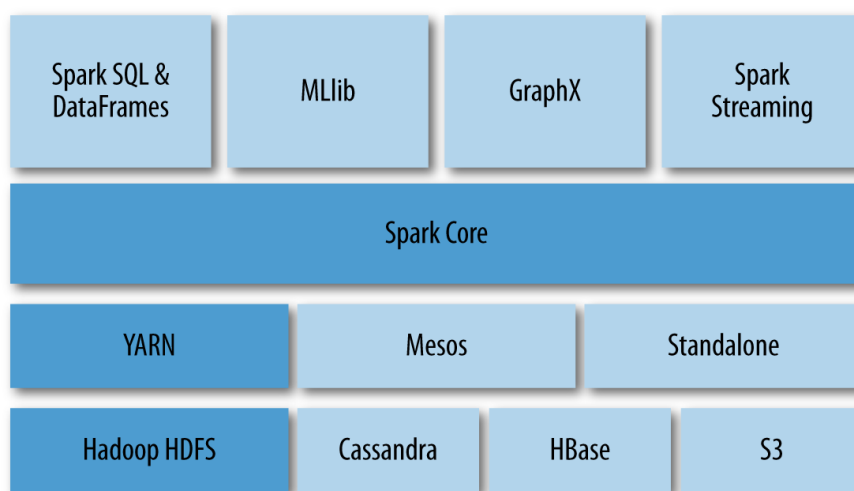 Spark SQL &
DataFrames
MLlib
GraphX
Spark
Streaming
Spark Core
YARN
Mesos
Standalone
Hadoop HDFS
Cassandra
HBase
S3